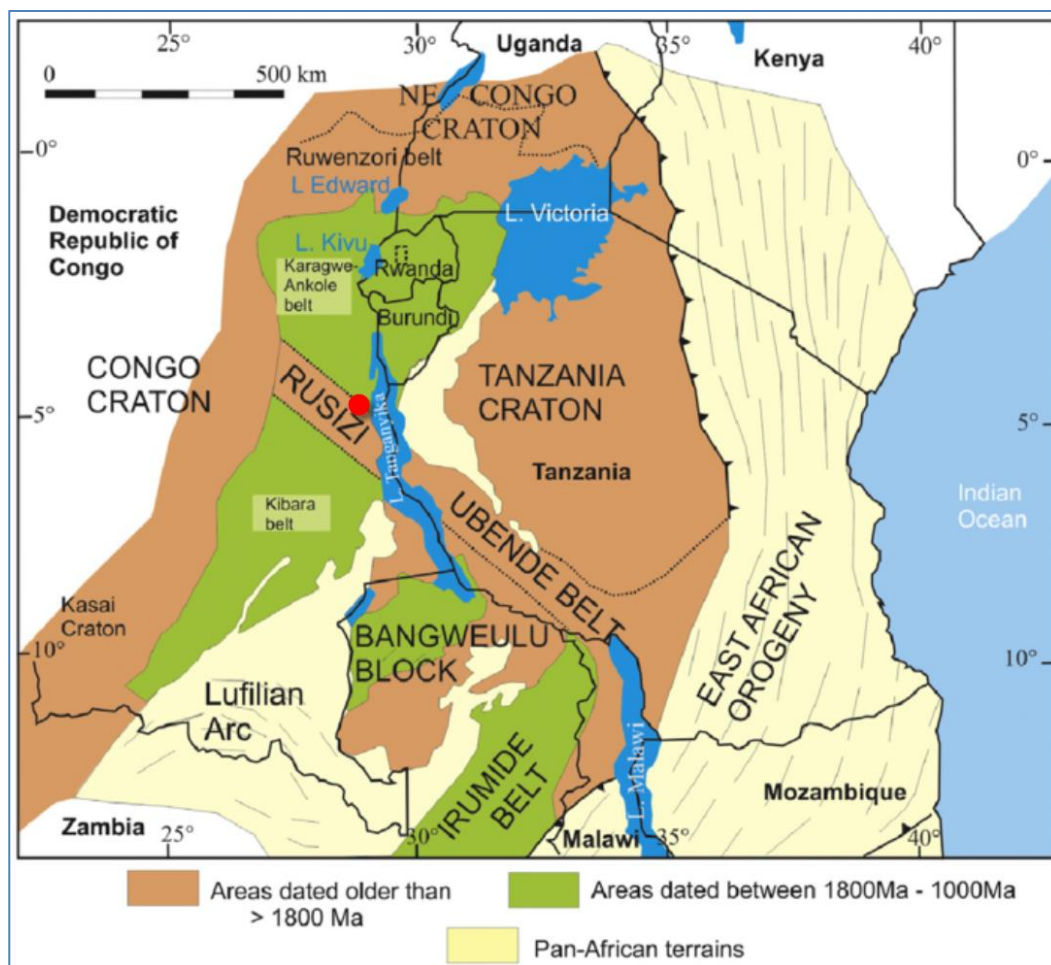 25°
30°
Uganda
35°
Kenya
40°
0
500 km
NE CONGO
CRATON
0°
Ruwenzori belt
0°
L Edward
Democratic
Republic of
Congo
L. Victoria
L. Kivu
Karagwe-
Ankole
belt
Rwanda
Burundi
CONGO
CRATON
RUSIZI
TANZANIA
CRATON
5°
5°
L. Tanganyika
Tanzania
Indian
Ocean
Kibara
belt
UBENDE BELT
EAST AFRICAN
OROGENY
Kasai
Craton
10°
BANGWEULU
BLOCK
10°
Lufilian
Arc
IRUMIDE
BELT
L. Malawi
Mozambique
Zambia
25°
30°
Malawi
35°
40°
Areas dated older than
> 1800 Ma
Areas dated between 1800Ma - 1000Ma
Pan-African terrains